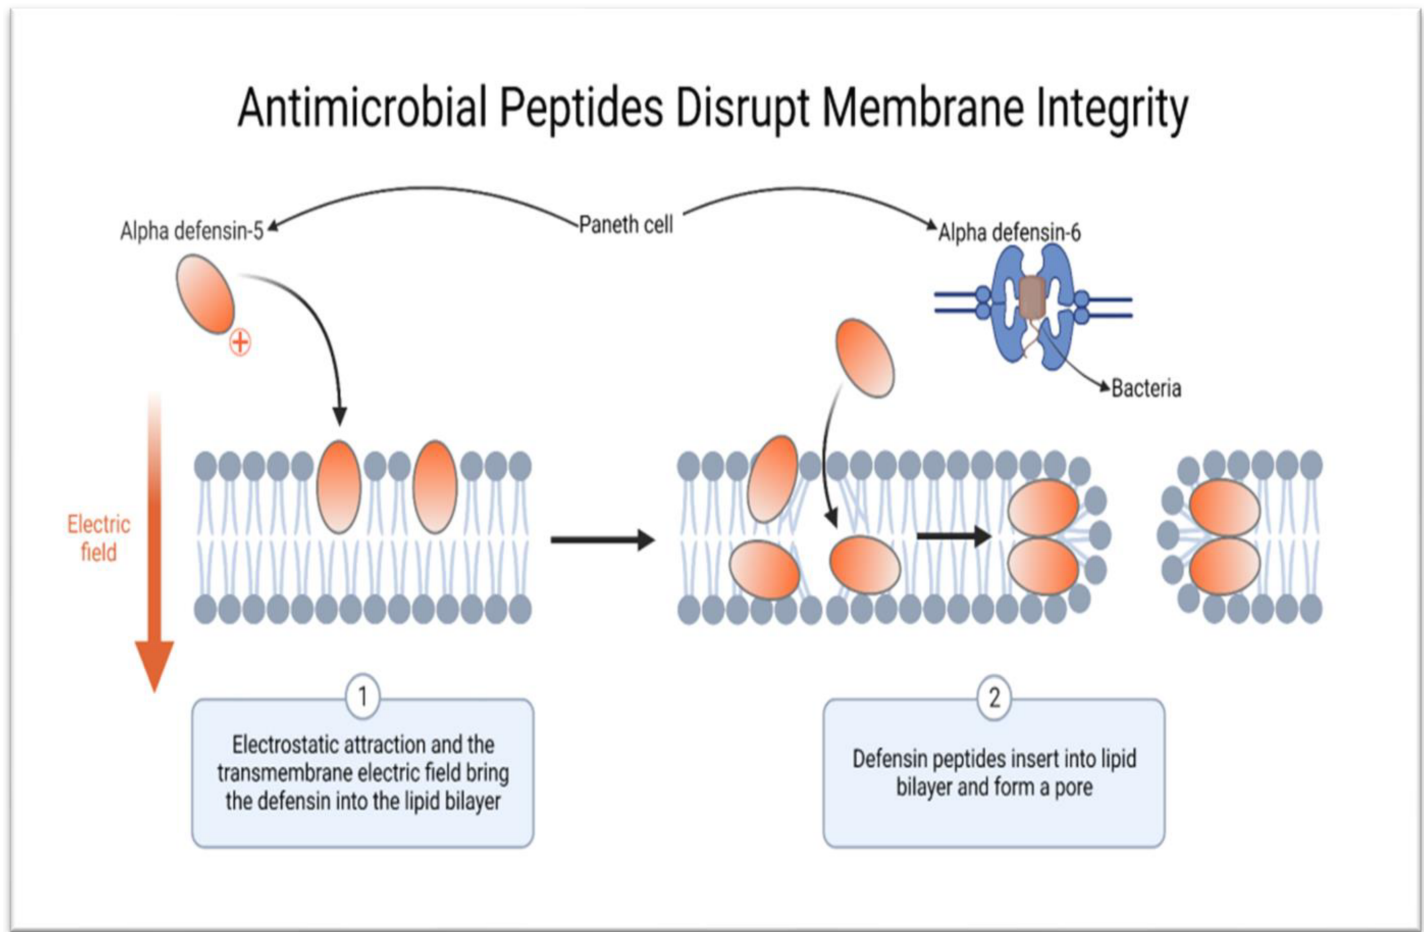 Antimicrobial Peptides Disrupt Membrane Integrity
Alpha defensin-5
Paneth cell
Alpha defensin-6
Bacteria
Electric
field
1
Electrostatic attraction and the
transmembrane electric field bring
the defensin into the lipid bilayer
2
Defensin peptides insert into lipid
bilayer and form a pore